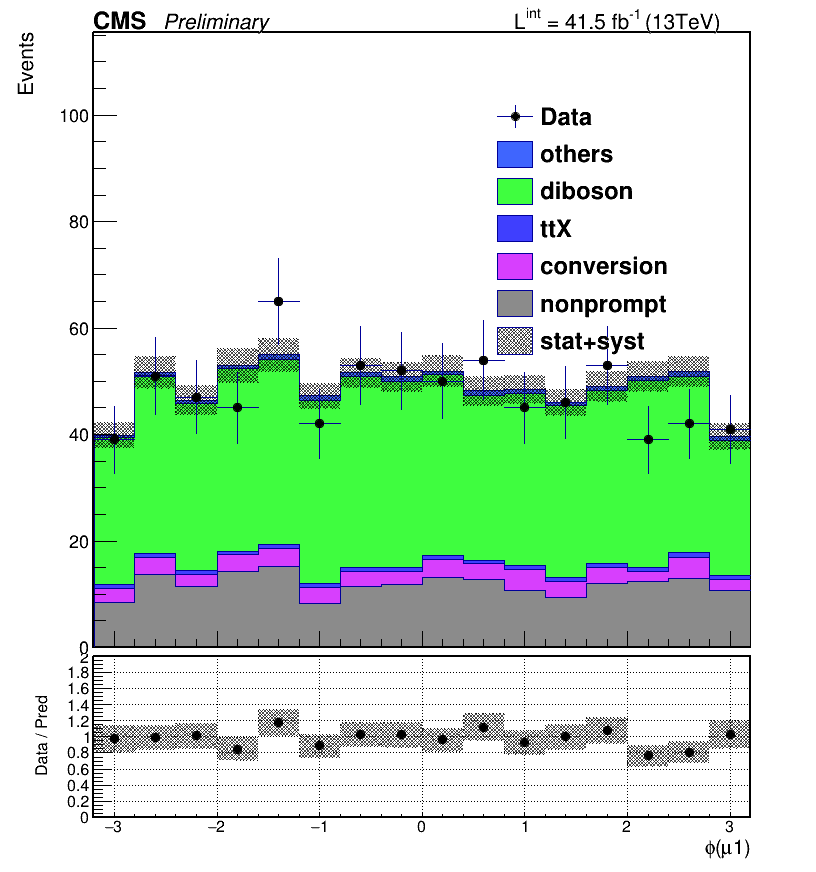 CMS Preliminary L^int = 41.5 fb^-1 (13TeV)
Events
100
80
60
40
20
0
Data
others
diboson
ttX
conversion
nonprompt
stat+syst
Data / Pred
2
1.8
1.6
1.4
1.2
1
0.8
0.6
0.4
0.2
0
−3 −2 −1 0 1 2 3
ϕ(μ1)